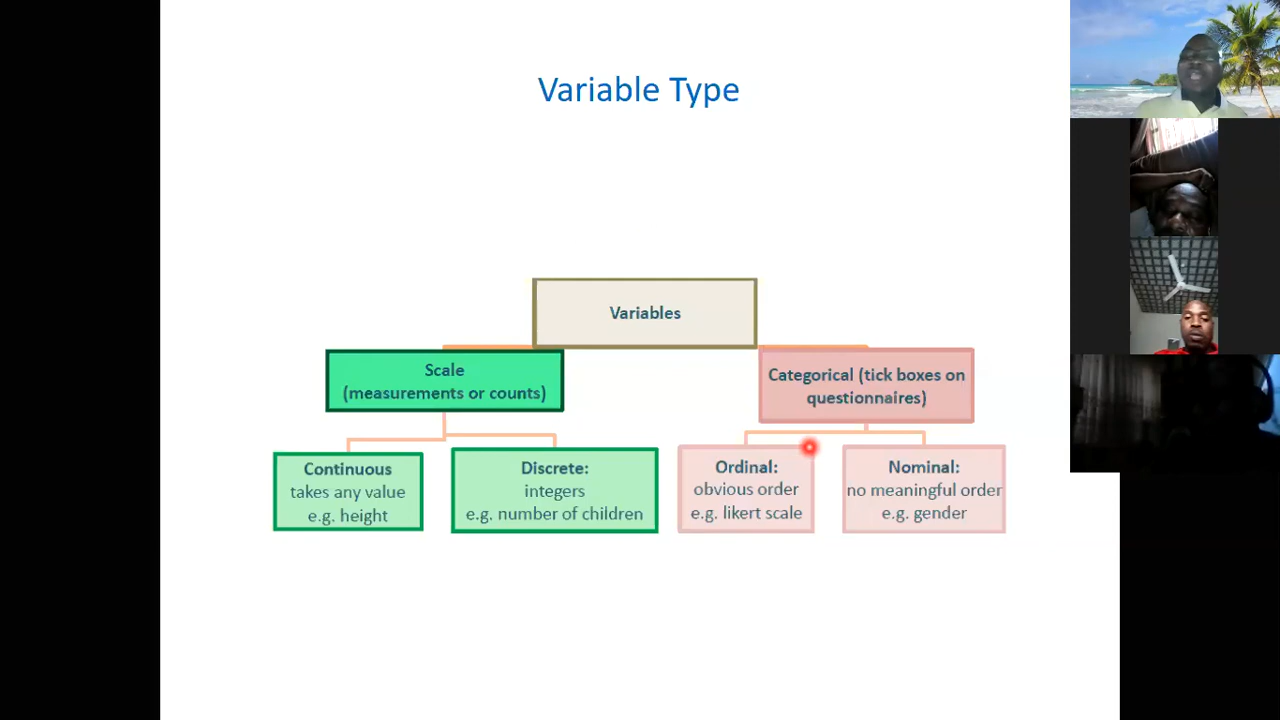 Variable Type
Variables
Scale
(measurements or counts)
Categorical (tick boxes on
questionnaires)
Continuous
takes any value
e.g. height
Discrete:
integers
e.g. number of children
Ordinal:
obvious order
e.g. likert scale
Nominal:
no meaningful order
e.g. gender